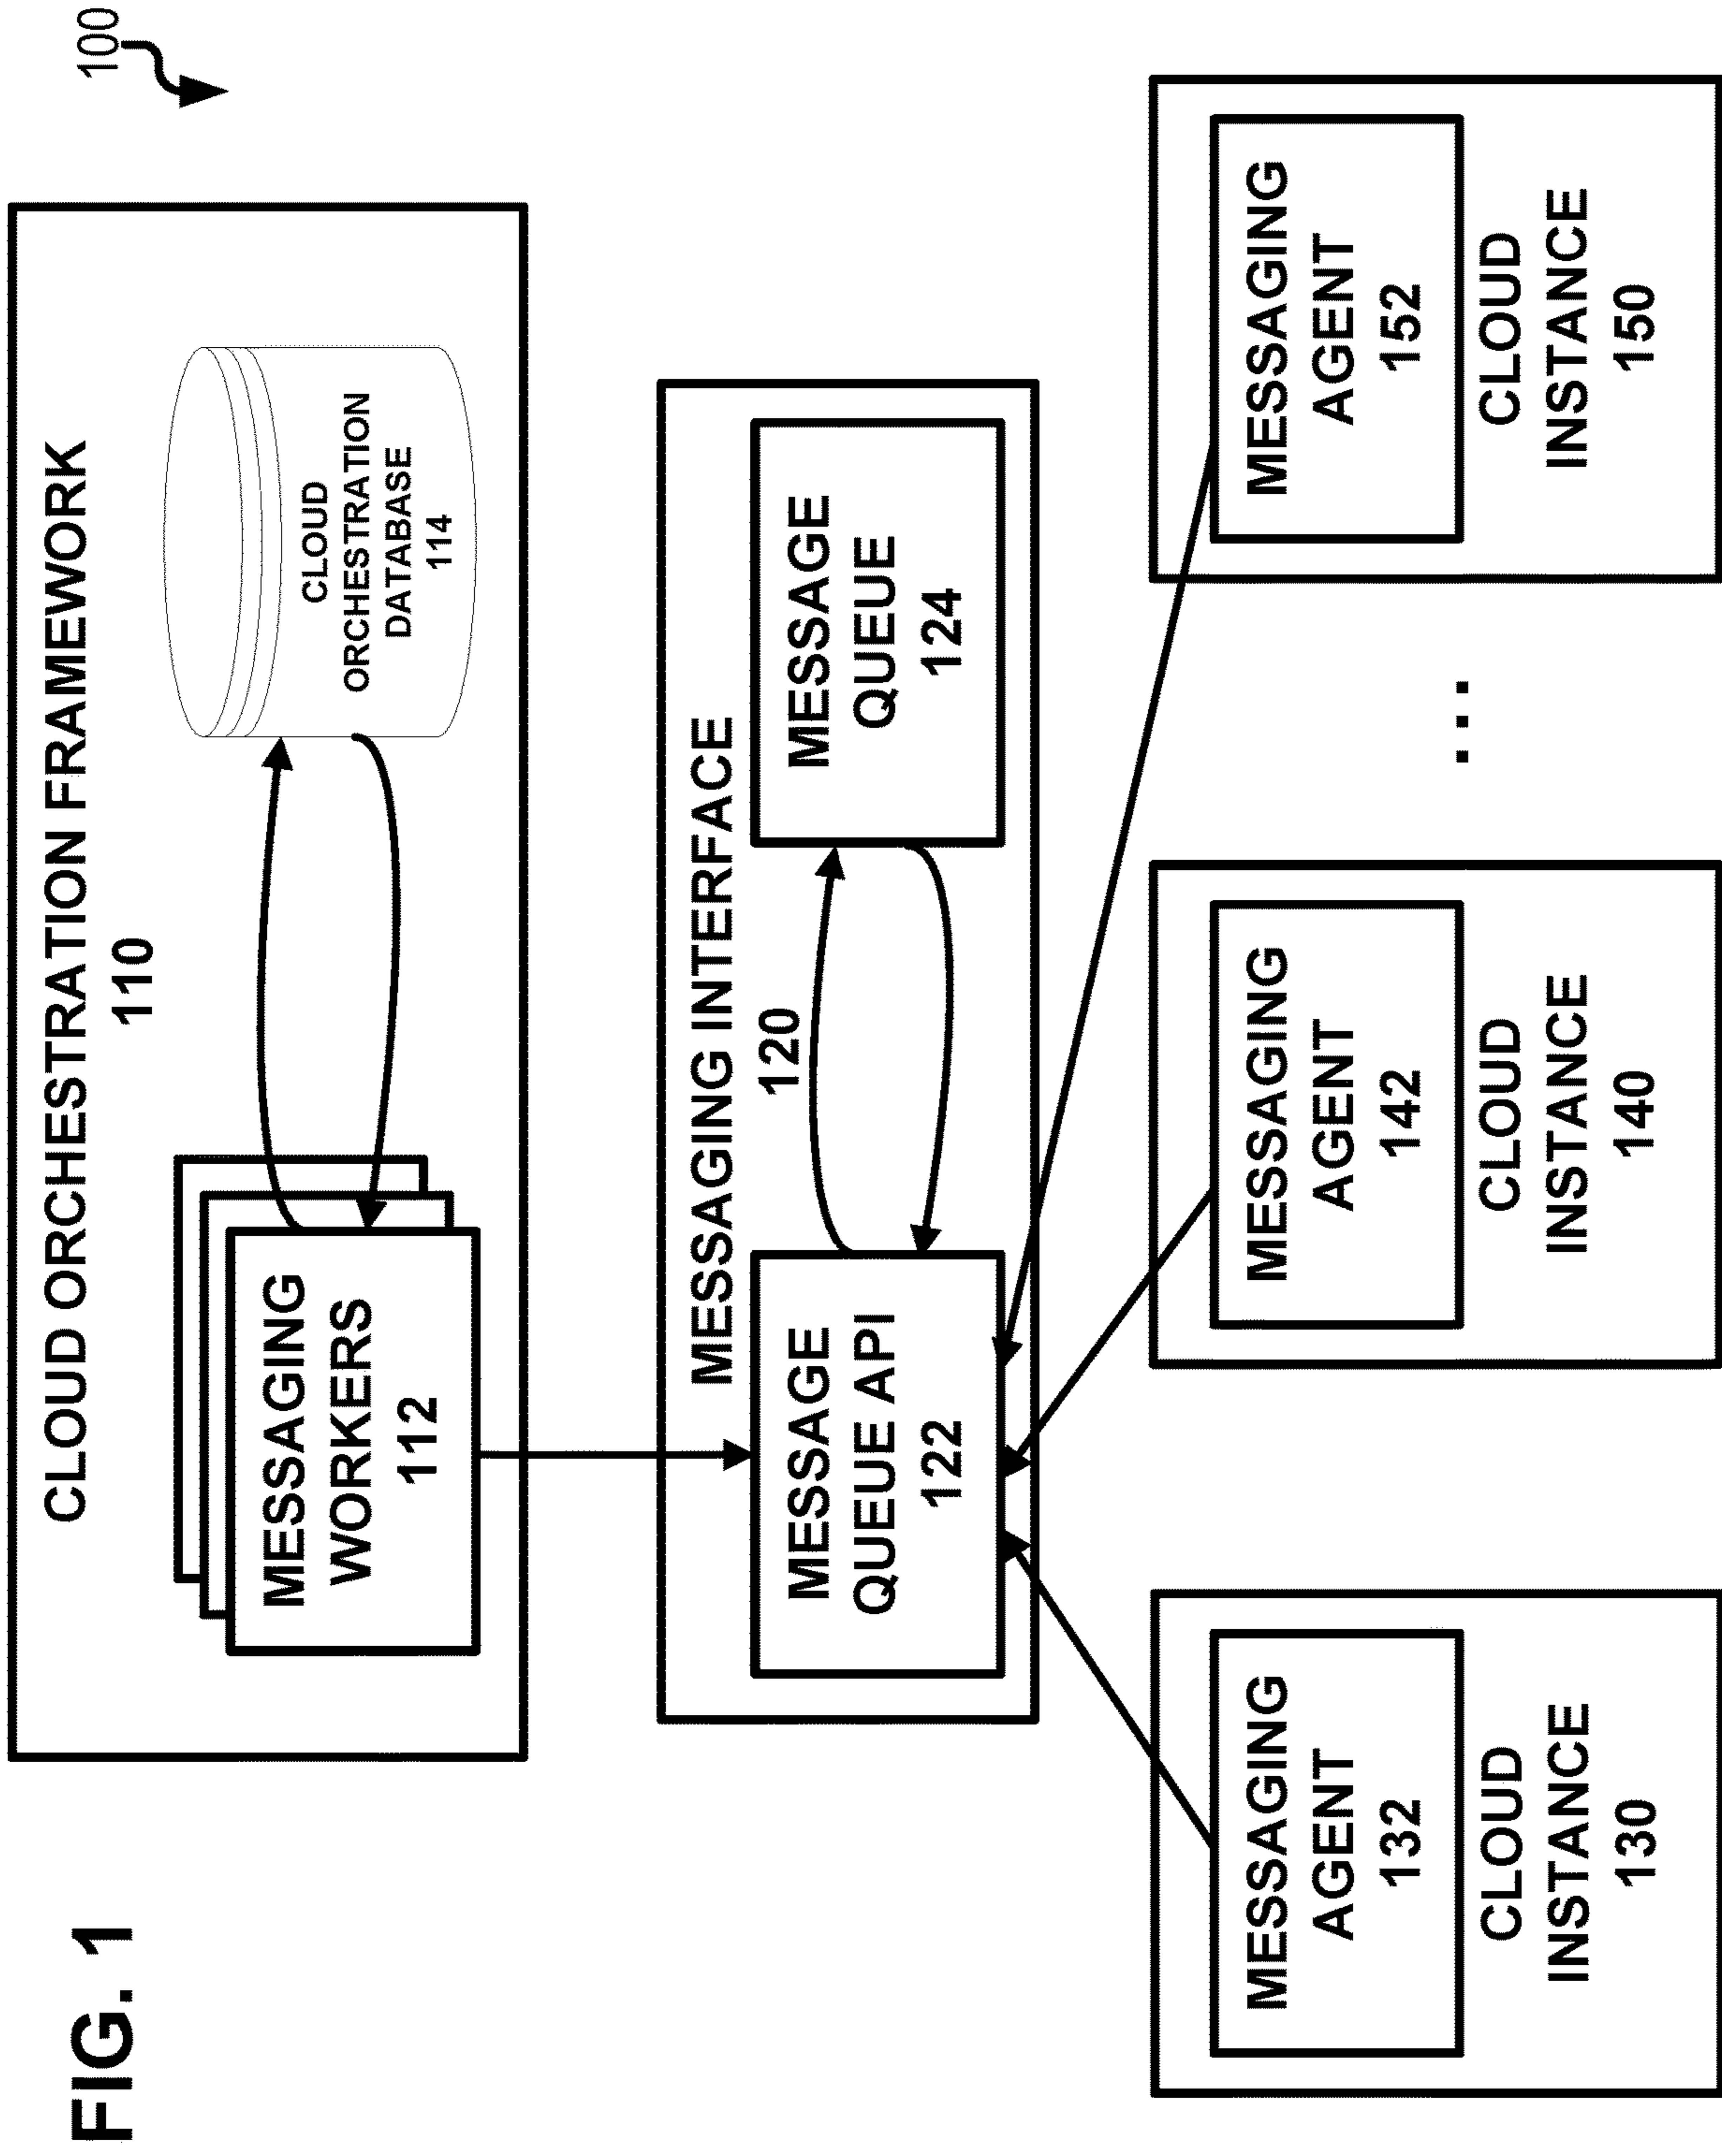 FIG. 1
100
CLOUD ORCHESTRATION FRAMEWORK
110
MESSAGING
WORKERS
112
CLOUD
ORCHESTRATION
DATABASE
114
MESSAGING INTERFACE
120
MESSAGE
QUEUE API
122
MESSAGE
QUEUE
124
MESSAGING
AGENT
132
CLOUD
INSTANCE
130
MESSAGING
AGENT
142
CLOUD
INSTANCE
140
...
MESSAGING
AGENT
152
CLOUD
INSTANCE
150